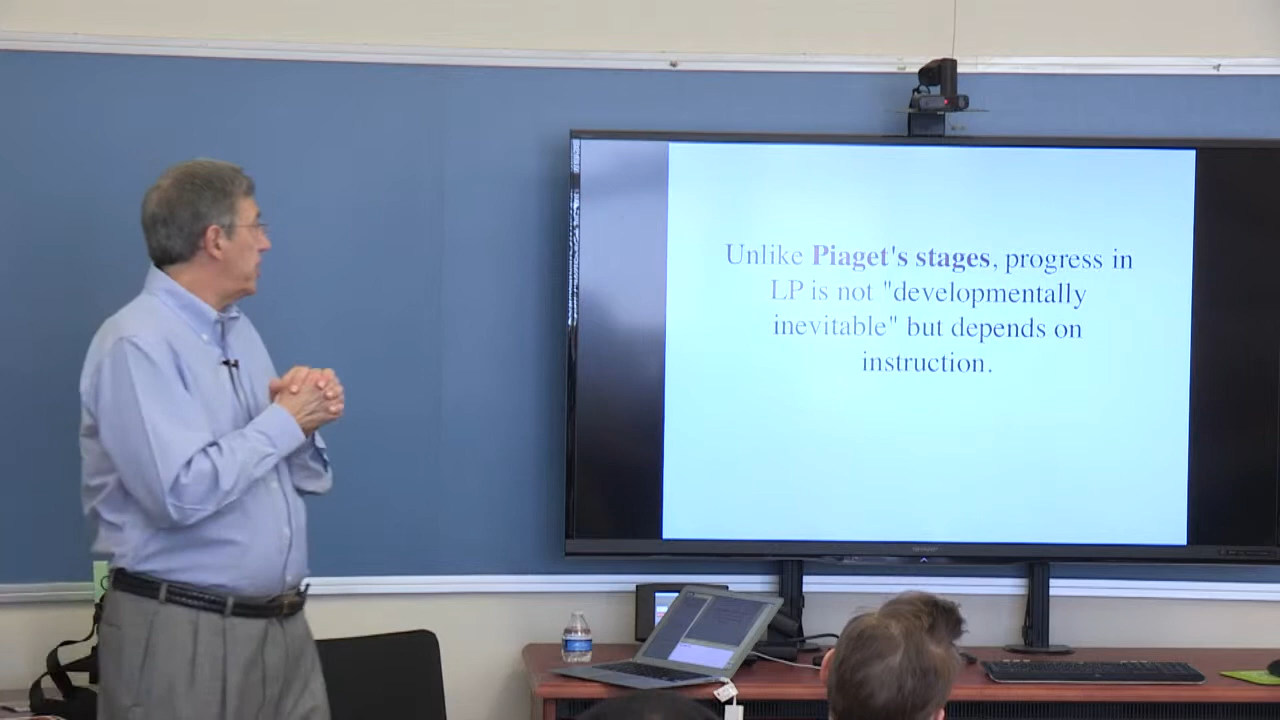 Unlike Piaget's stages, progress in
LP is not "developmentally
inevitable" but depends on
instruction.